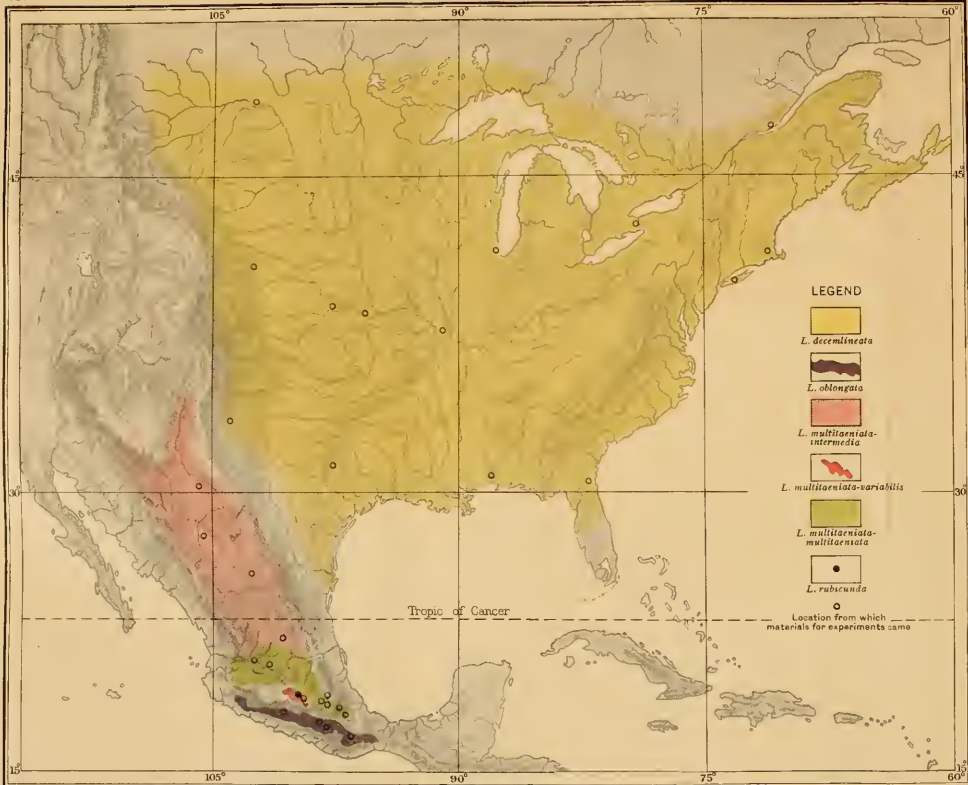 105°
90°
75°
60°
45°
45°
30°
30°
Tropic of Cancer
15°
15°
105°
90°
75°
60°
LEGEND
L. decemlineata
L. oblongata
L. multitaeniata-
intermedia
L. multitaeniata-variabilis
L. multitaeniata-
multitaeniata
L. rubicunda
Location from which
materials for experiments came